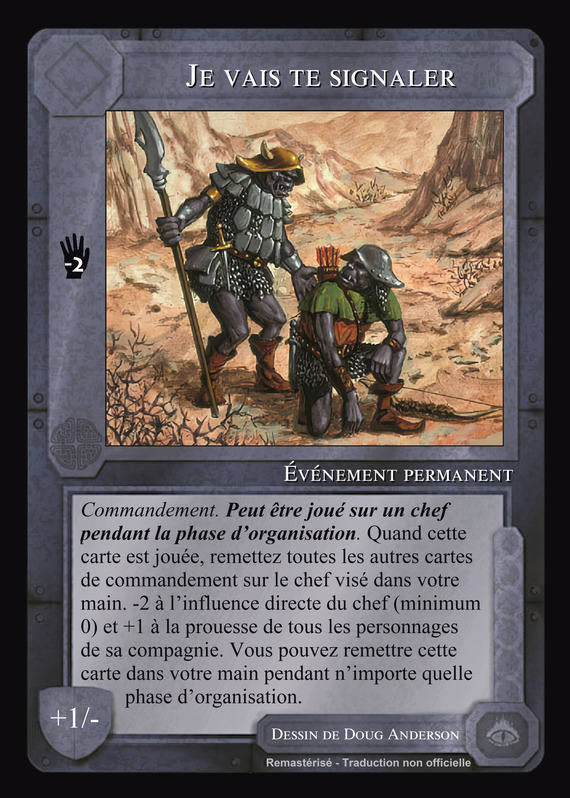 Je vais te signaler
-2
Événement permanent
Commandement. Peut être joué sur un chef
pendant la phase d'organisation. Quand cette
carte est jouée, remettez toutes les autres cartes
de commandement sur le chef visé dans votre
main. -2 à l'influence directe du chef (minimum
0) et +1 à la prouesse de tous les personnages
de sa compagnie. Vous pouvez remettre cette
carte dans votre main pendant n'importe quelle
phase d'organisation.
+1/-
Dessin de Doug Anderson
Remastérisé - Traduction non officielle